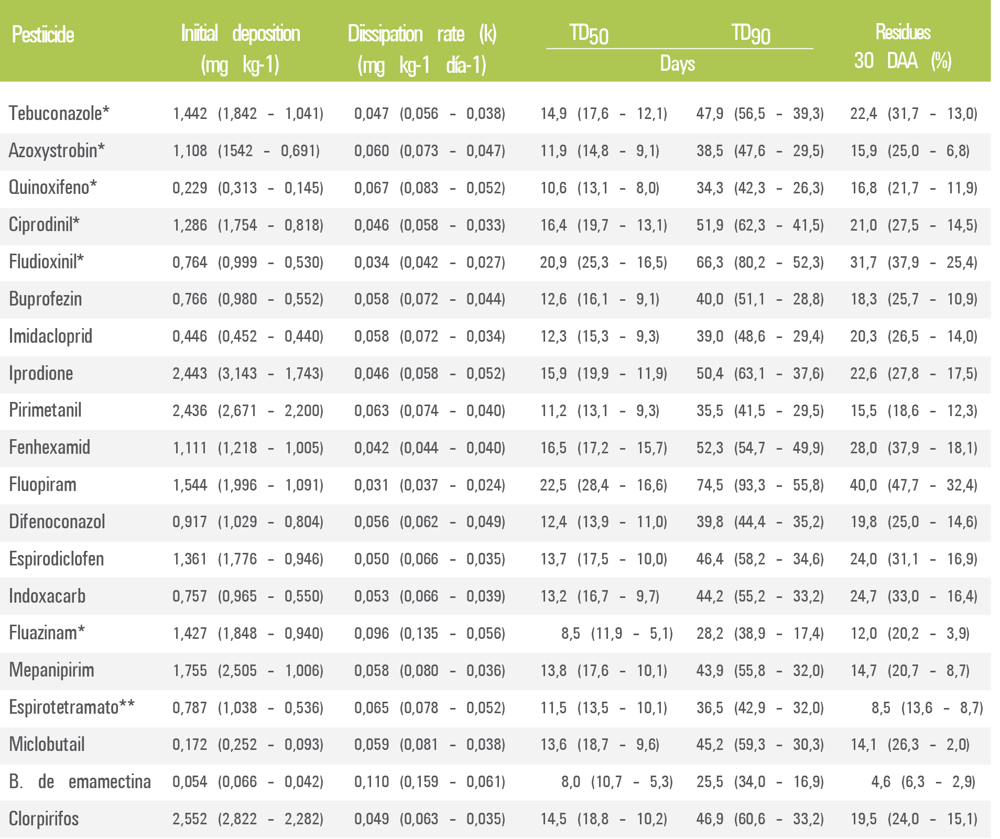 Pestiicide Iniitial deposition Diissipation rate (k) TD50 TD90 Residues
(mg kg-1) (mg kg-1 día-1) Days 30 DAA (%)
Tebuconazole* 1,442 (1,842 - 1,041) 0,047 (0,056 - 0,038) 14,9 (17,6 - 12,1) 47,9 (56,5 - 39,3) 22,4 (31,7 - 13,0)
Azoxystrobin* 1,108 (1542 - 0,691) 0,060 (0,073 - 0,047) 11,9 (14,8 - 9,1) 38,5 (47,6 - 29,5) 15,9 (25,0 - 6,8)
Quinoxifeno* 0,229 (0,313 - 0,145) 0,067 (0,083 - 0,052) 10,6 (13,1 - 8,0) 34,3 (42,3 - 26,3) 16,8 (21,7 - 11,9)
Ciprodinil* 1,286 (1,754 - 0,818) 0,046 (0,058 - 0,033) 16,4 (19,7 - 13,1) 51,9 (62,3 - 41,5) 21,0 (27,5 - 14,5)
Fludioxinil* 0,764 (0,999 - 0,530) 0,034 (0,042 - 0,027) 20,9 (25,3 - 16,5) 66,3 (80,2 - 52,3) 31,7 (37,9 - 25,4)
Buprofezin 0,766 (0,980 - 0,552) 0,058 (0,072 - 0,044) 12,6 (16,1 - 9,1) 40,0 (51,1 - 28,8) 18,3 (25,7 - 10,9)
Imidacloprid 0,446 (0,452 - 0,440) 0,058 (0,072 - 0,034) 12,3 (15,3 - 9,3) 39,0 (48,6 - 29,4) 20,3 (26,5 - 14,0)
Iprodione 2,443 (3,143 - 1,743) 0,046 (0,058 - 0,052) 15,9 (19,9 - 11,9) 50,4 (63,1 - 37,6) 22,6 (27,8 - 17,5)
Pirimetanil 2,436 (2,671 - 2,200) 0,063 (0,074 - 0,040) 11,2 (13,1 - 9,3) 35,5 (41,5 - 29,5) 15,5 (18,6 - 12,3)
Fenhexamid 1,111 (1,218 - 1,005) 0,042 (0,044 - 0,040) 16,5 (17,2 - 15,7) 52,3 (54,7 - 49,9) 28,0 (37,9 - 18,1)
Fluopiram 1,544 (1,996 - 1,091) 0,031 (0,037 - 0,024) 22,5 (28,4 - 16,6) 74,5 (93,3 - 55,8) 40,0 (47,7 - 32,4)
Difenoconazol 0,917 (1,029 - 0,804) 0,056 (0,062 - 0,049) 12,4 (13,9 - 11,0) 39,8 (44,4 - 35,2) 19,8 (25,0 - 14,6)
Espirodiclofen 1,361 (1,776 - 0,946) 0,050 (0,066 - 0,035) 13,7 (17,5 - 10,0) 46,4 (58,2 - 34,6) 24,0 (31,1 - 16,9)
Indoxacarb 0,757 (0,965 - 0,550) 0,053 (0,066 - 0,039) 13,2 (16,7 - 9,7) 44,2 (55,2 - 33,2) 24,7 (33,0 - 16,4)
Fluazinam* 1,427 (1,848 - 0,940) 0,096 (0,135 - 0,056) 8,5 (11,9 - 5,1) 28,2 (38,9 - 17,4) 12,0 (20,2 - 3,9)
Mepanipirim 1,755 (2,505 - 1,006) 0,058 (0,080 - 0,036) 13,8 (17,6 - 10,1) 43,9 (55,8 - 32,0) 14,7 (20,7 - 8,7)
Espirotetramato** 0,787 (1,038 - 0,536) 0,065 (0,078 - 0,052) 11,5 (13,5 - 10,1) 36,5 (42,9 - 32,0) 8,5 (13,6 - 8,7)
Miclobutail 0,172 (0,252 - 0,093) 0,059 (0,081 - 0,038) 13,6 (18,7 - 9,6) 45,2 (59,3 - 30,3) 14,1 (26,3 - 2,0)
B. de emamectina 0,054 (0,066 - 0,042) 0,110 (0,159 - 0,061) 8,0 (10,7 - 5,3) 25,5 (34,0 - 16,9) 4,6 (6,3 - 2,9)
Clorpirifos 2,552 (2,822 - 2,282) 0,049 (0,063 - 0,035) 14,5 (18,8 - 10,2) 46,9 (60,6 - 33,2) 19,5 (24,0 - 15,1)